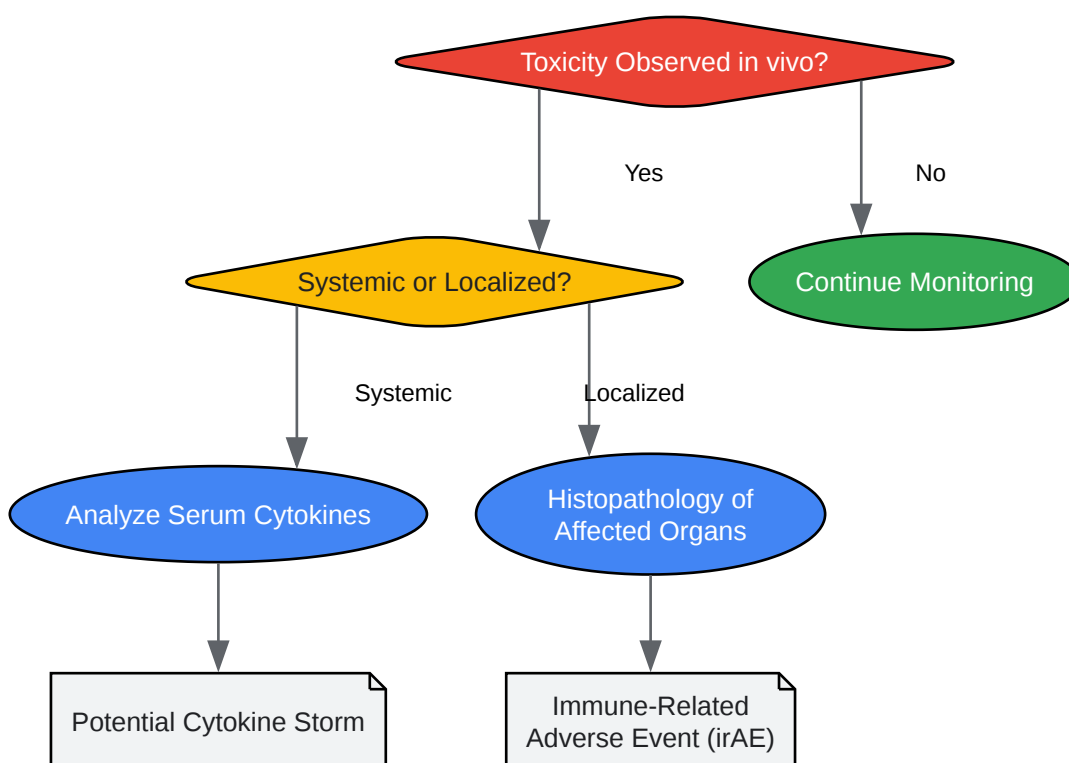 Toxicity Observed in vivo?
Yes
No
Systemic or Localized?
Continue Monitoring
Systemic
Localized
Analyze Serum Cytokines
Histopathology of
Affected Organs
Potential Cytokine Storm
Immune-Related
Adverse Event (irAE)